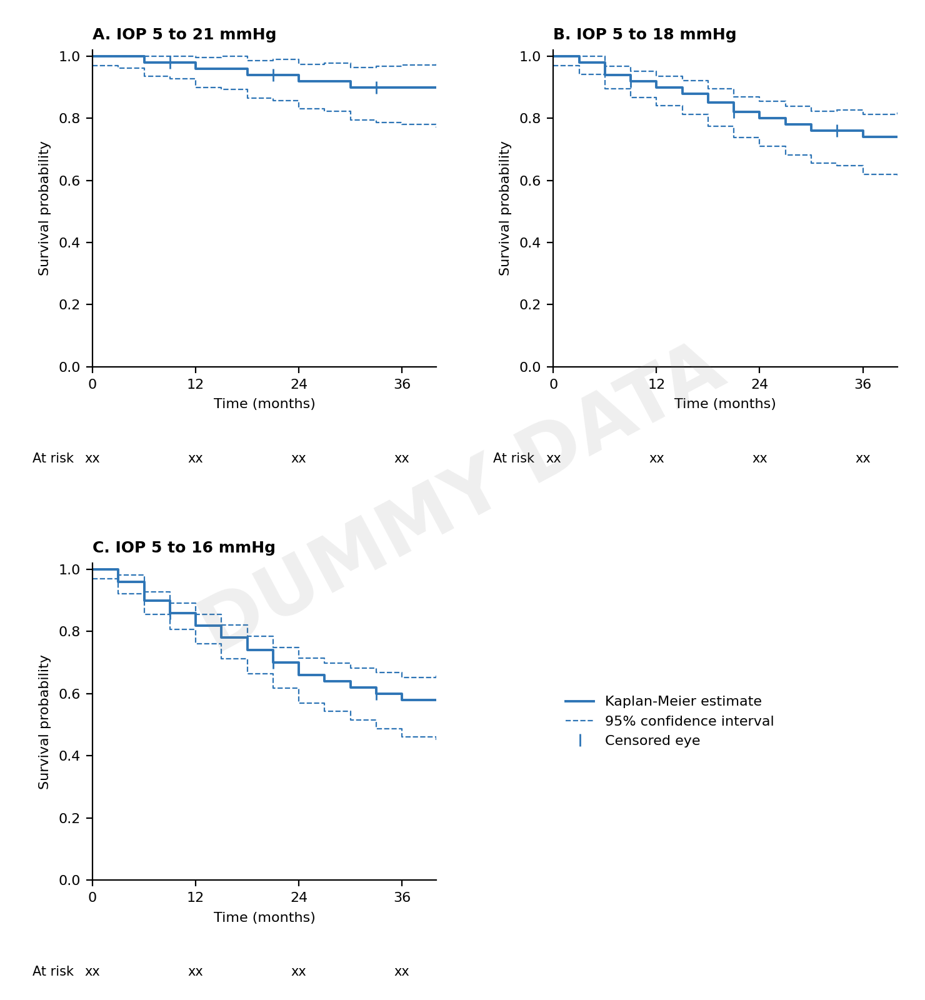 A. IOP 5 to 21 mmHg
1.0
0.8
0.6
0.4
0.2
0.0
Survival probability
0 12 24 36
Time (months)
At risk xx xx xx xx
B. IOP 5 to 18 mmHg
1.0
0.8
0.6
0.4
0.2
0.0
Survival probability
0 12 24 36
Time (months)
At risk xx xx xx xx
DUMMY DATA
C. IOP 5 to 16 mmHg
1.0
0.8
0.6
0.4
0.2
0.0
Survival probability
0 12 24 36
Time (months)
At risk xx xx xx xx
Kaplan-Meier estimate
95% confidence interval
Censored eye